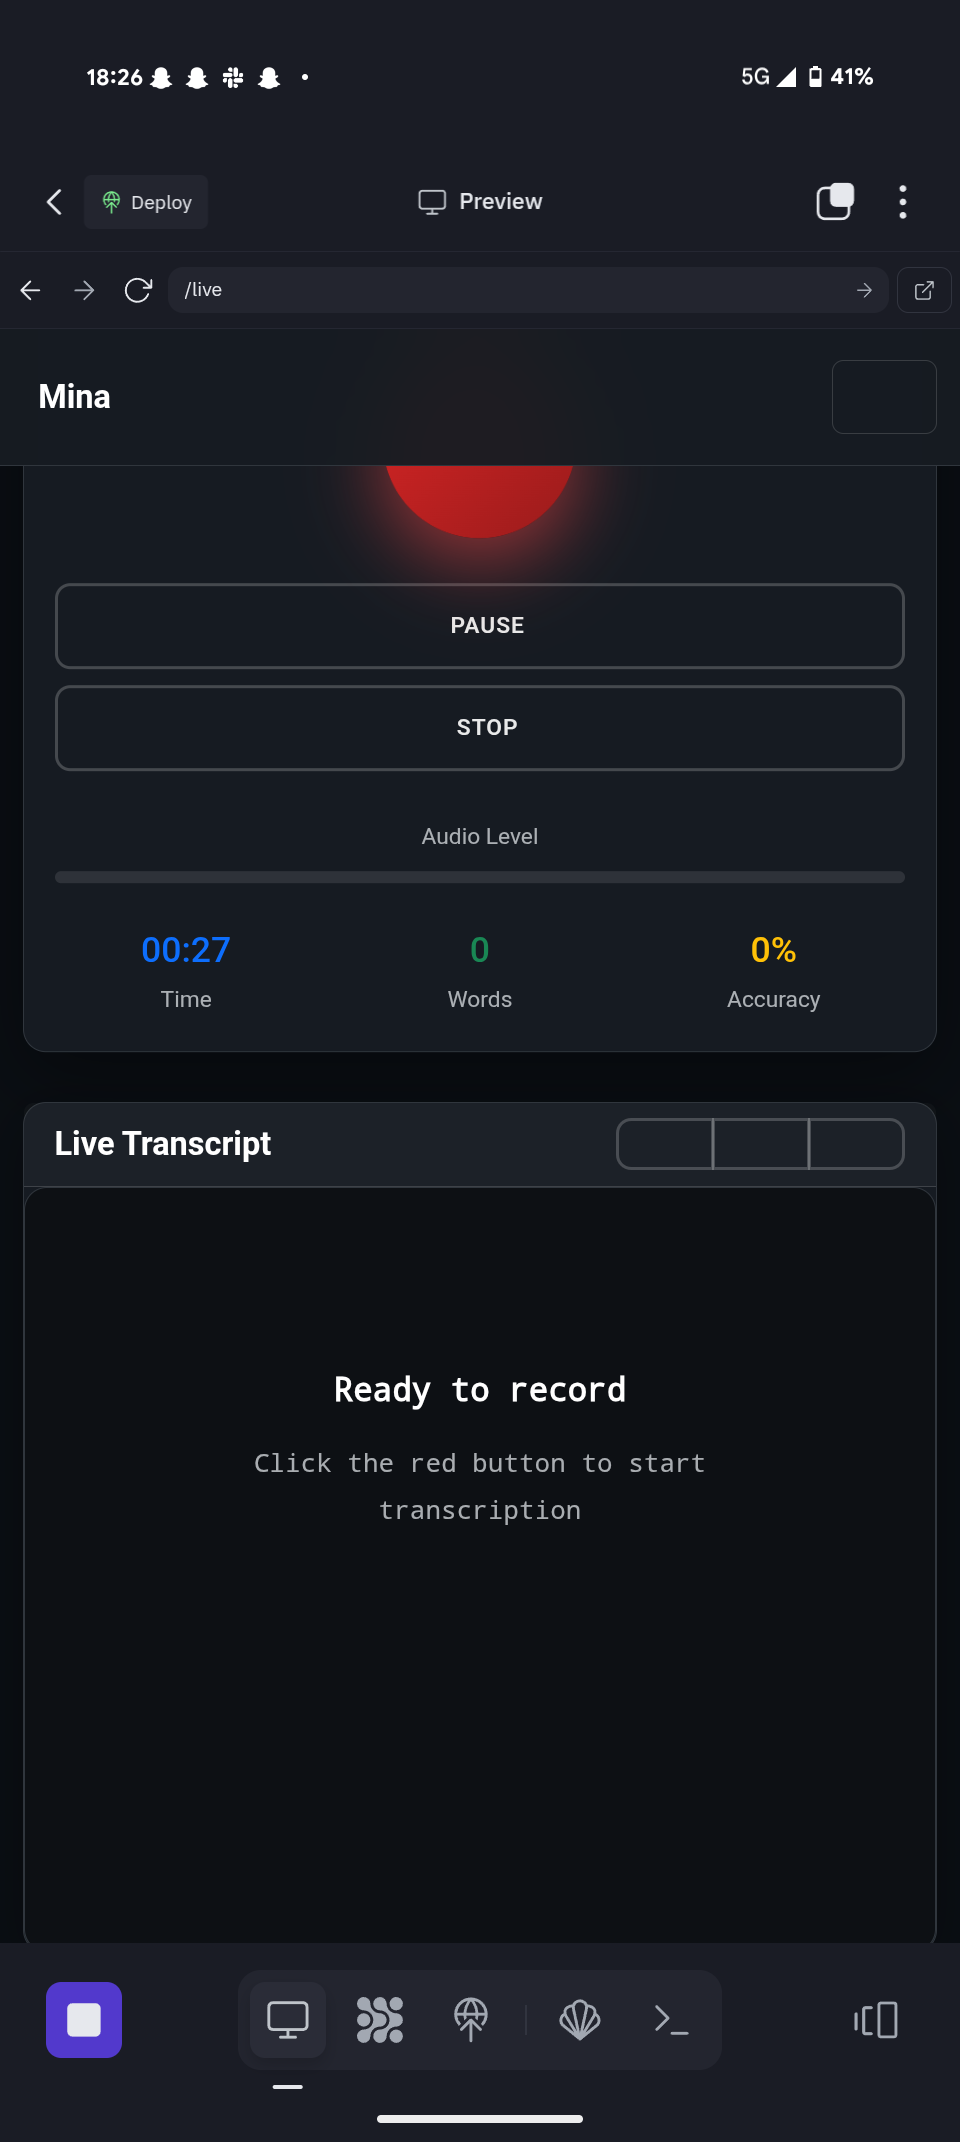 18:26
5G 41%
Deploy
Preview
/live
Mina
PAUSE
STOP
Audio Level
00:27 0 0%
Time Words Accuracy
Live Transcript
Ready to record
Click the red button to start
transcription